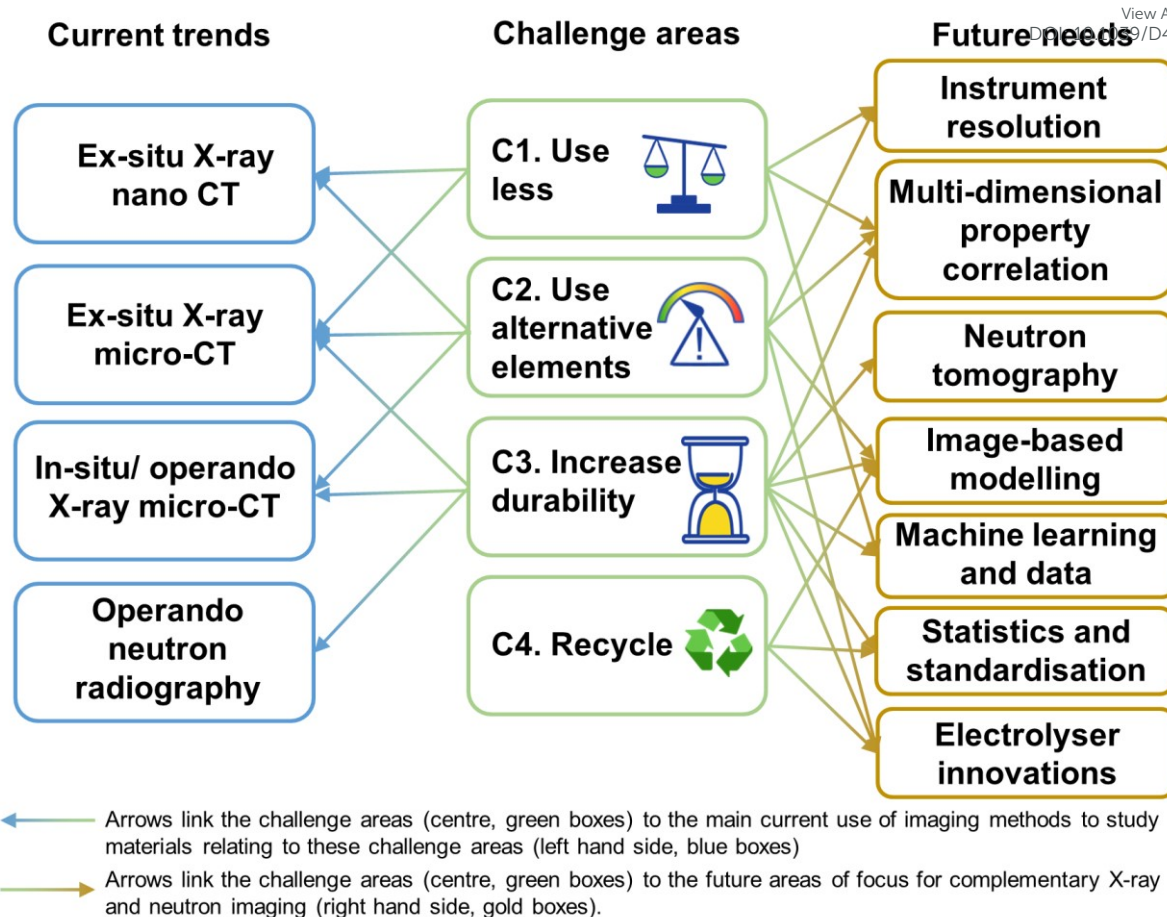 View A
Current trends
Challenge areas
Future needs
Ex-situ X-ray
nano CT
Ex-situ X-ray
micro-CT
In-situ/ operando
X-ray micro-CT
Operando
neutron
radiography
C1. Use
less
C2. Use
alternative
elements
!
C3. Increase
durability
C4. Recycle
Instrument
resolution
Multi-dimensional
property
correlation
Neutron
tomography
Image-based
modelling
Machine learning
and data
Statistics and
standardisation
Electrolyser
innovations
Arrows link the challenge areas (centre, green boxes) to the main current use of imaging methods to study
materials relating to these challenge areas (left hand side, blue boxes)
Arrows link the challenge areas (centre, green boxes) to the future areas of focus for complementary X-ray
and neutron imaging (right hand side, gold boxes).